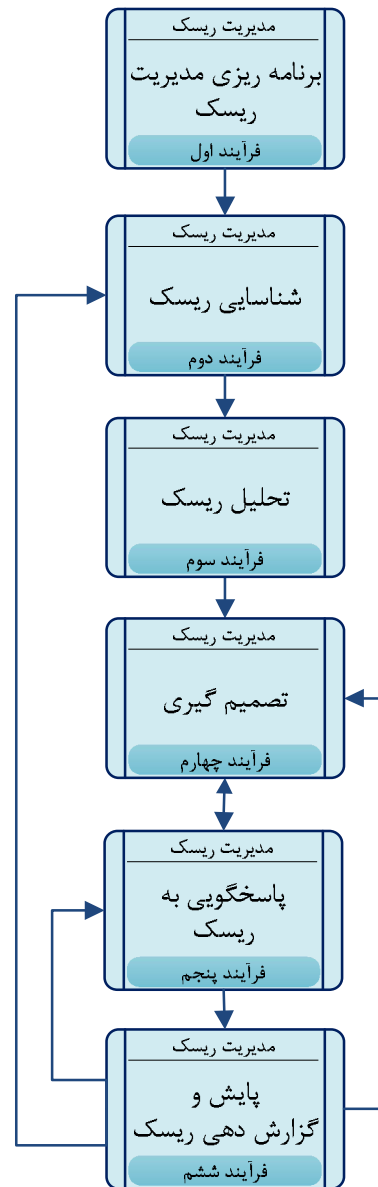 مدیریت ریسک
برنامه ریزی مدیریت
ریسک
فرآیند اول
مدیریت ریسک
شناسایی ریسک
فرآیند دوم
مدیریت ریسک
تحلیل ریسک
فرآیند سوم
مدیریت ریسک
تصمیم گیری
فرآیند چهارم
مدیریت ریسک
پاسخگویی به
ریسک
فرآیند پنجم
مدیریت ریسک
پایش و
گزارش دهی ریسک
فرآیند ششم